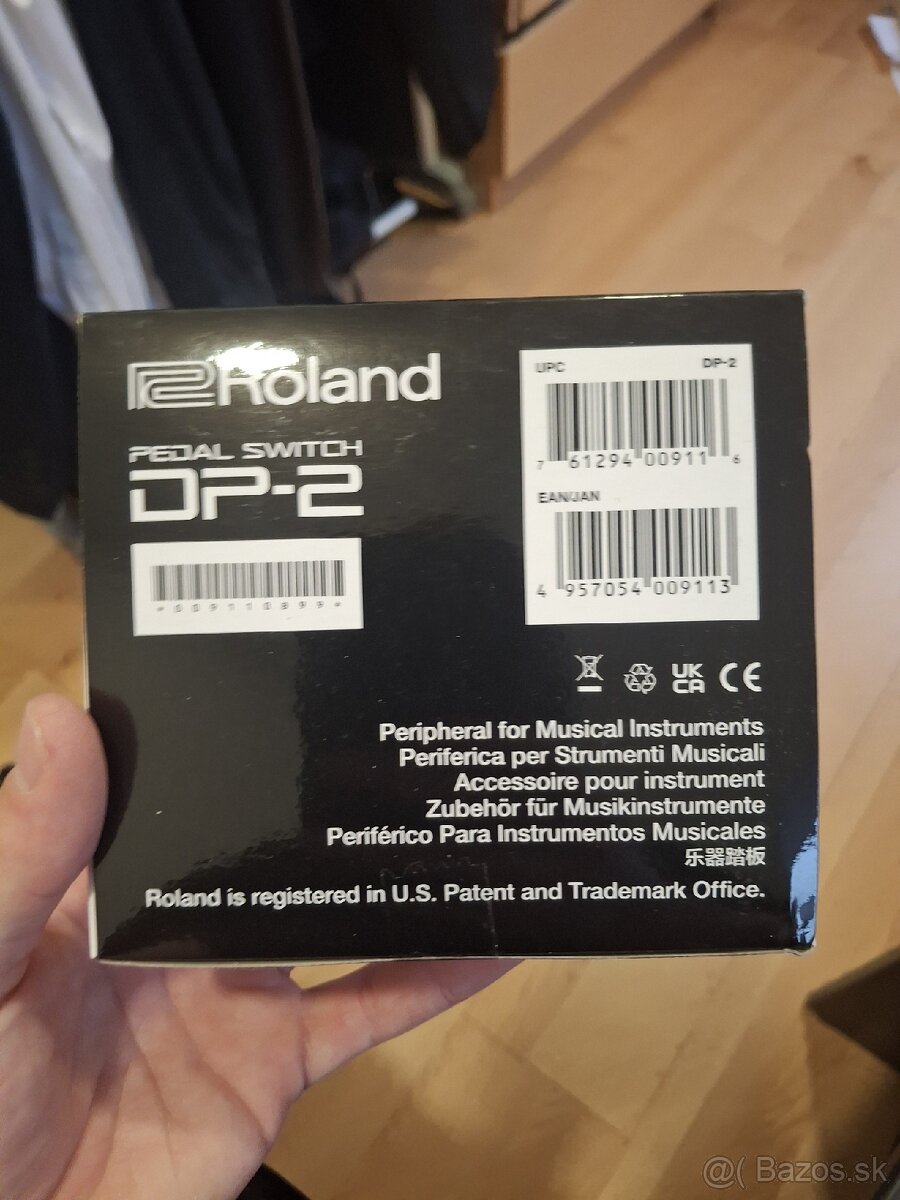 Roland
PEDAL SWITCH
DP-2
*009110899*
UPC DP-2
7 61294 00911 6
EAN/JAN
4 957054 009113
UK
CA CE
Peripheral for Musical Instruments
Periferica per Strumenti Musicali
Accessoire pour instrument
Zubehör für Musikinstrumente
Periférico Para Instrumentos Musicales
乐器踏板
Roland is registered in U.S. Patent and Trademark Office.
@( Bazos.sk